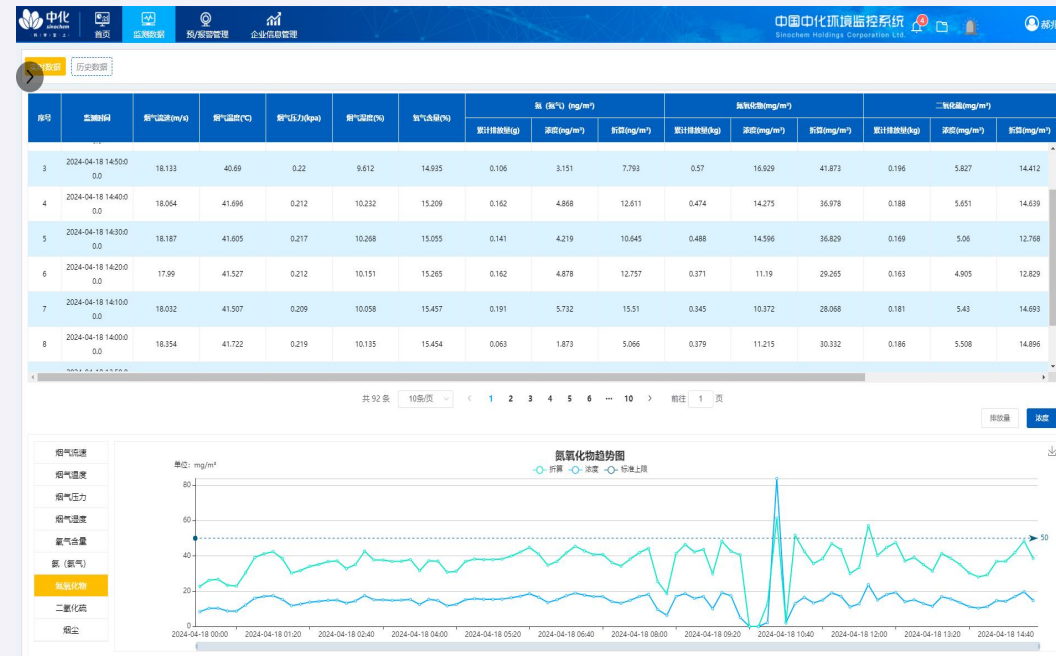 中化
sinochem
科·学·至·上·
首页
监测数据
预/报警管理
企业信息管理
中国中化环境监控系统
Sinochem Holdings Corporation Ltd.
4
历史数据
序号 监测时间 烟气流速(m/s) 烟气温度(℃) 烟气压力(kpa) 烟气湿度(%) 氧气含量(%) 氨 (氨气) (mg/m³) 氮氧化物(mg/m³) 二氧化硫(mg/m³)
累计排放量(g) 浓度(mg/m³) 折算(mg/m³) 累计排放量(kg) 浓度(mg/m³) 折算(mg/m³) 累计排放量(kg) 浓度(mg/m³) 折算(mg/m³)
3 2024-04-18 14:50:00.0 18.133 40.69 0.22 9.612 14.935 0.106 3.151 7.793 0.57 16.929 41.873 0.196 5.827 14.412
4 2024-04-18 14:40:00.0 18.064 41.696 0.212 10.232 15.209 0.162 4.868 12.611 0.474 14.275 36.978 0.188 5.651 14.639
5 2024-04-18 14:30:00.0 18.187 41.605 0.217 10.268 15.055 0.141 4.219 10.645 0.488 14.596 36.829 0.169 5.06 12.768
6 2024-04-18 14:20:00.0 17.99 41.527 0.212 10.151 15.265 0.162 4.878 12.757 0.371 11.19 29.265 0.163 4.905 12.829
7 2024-04-18 14:10:00.0 18.032 41.507 0.209 10.058 15.457 0.191 5.732 15.51 0.345 10.372 28.068 0.181 5.43 14.693
8 2024-04-18 14:00:00.0 18.354 41.722 0.219 10.135 15.454 0.063 1.873 5.066 0.379 11.215 30.332 0.186 5.508 14.896
共 92 条 10条/页 1 2 3 4 5 6 ··· 10 前往 1 页
排放量 浓度
烟气流速
烟气温度
烟气压力
烟气湿度
氧气含量
氨 (氨气)
氮氧化物
二氧化硫
烟尘
氮氧化物趋势图
折算 浓度 标准上限
单位: mg/m³
80
60
50
40
20
0
2024-04-18 00:00 2024-04-18 01:20 2024-04-18 02:40 2024-04-18 04:00 2024-04-18 05:20 2024-04-18 06:40 2024-04-18 08:00 2024-04-18 09:20 2024-04-18 10:40 2024-04-18 12:00 2024-04-18 13:20 2024-04-18 14:40